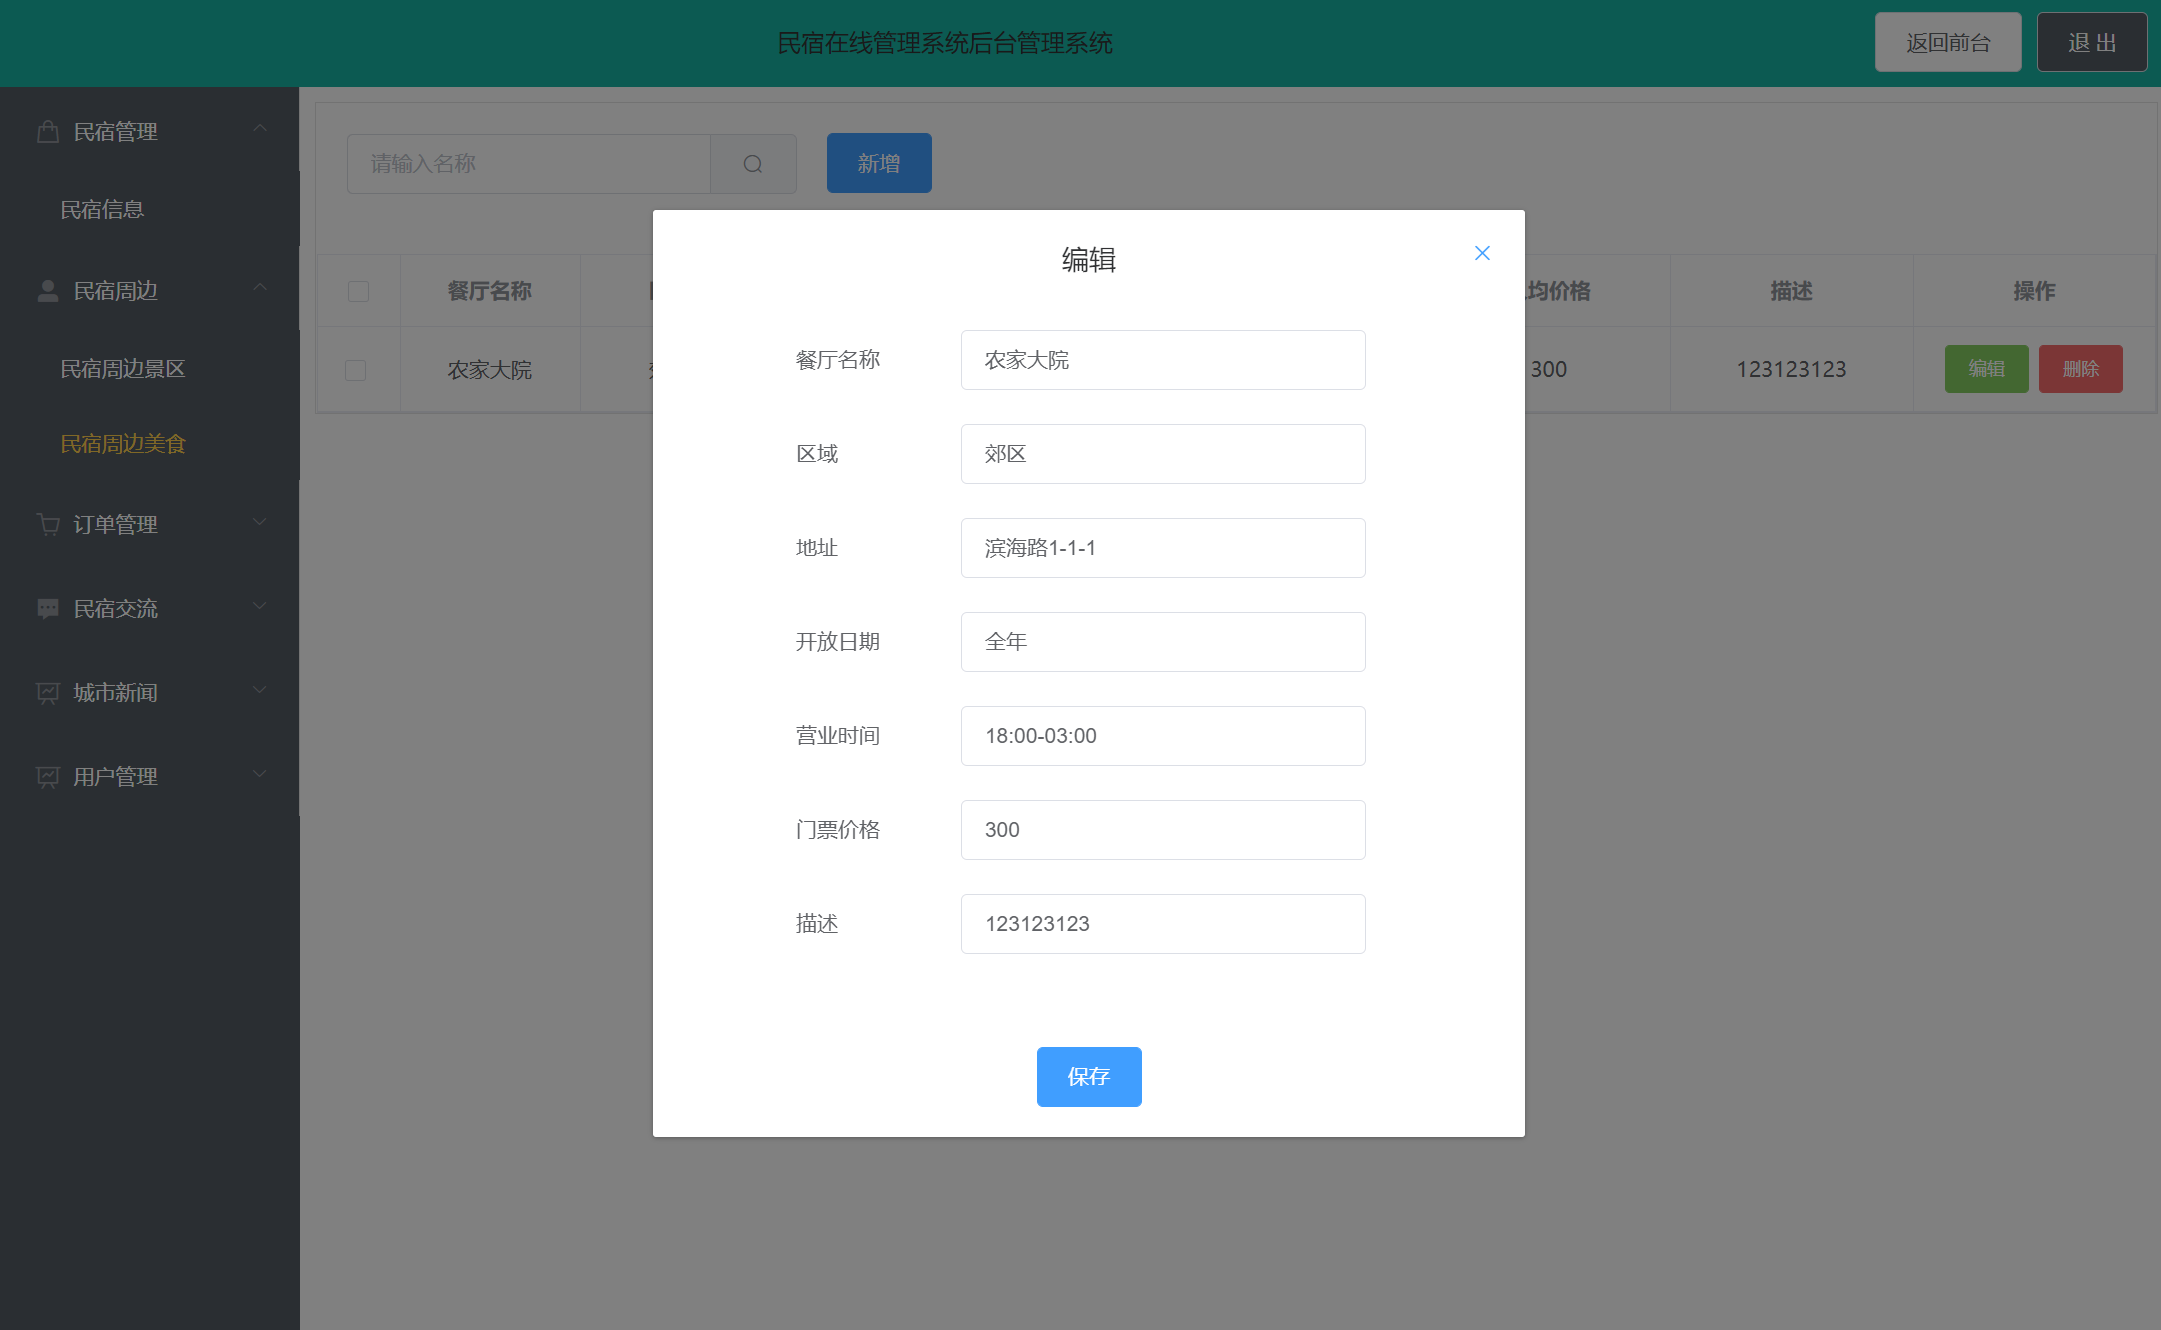 民宿在线管理系统后台管理系统
返回前台
退 出
民宿管理
民宿信息
民宿周边
民宿周边景区
民宿周边美食
订单管理
民宿交流
城市新闻
用户管理
请输入名称
新增
餐厅名称
均价格
描述
操作
农家大院
300
123123123
编辑
删除
编辑
餐厅名称
农家大院
区域
郊区
地址
滨海路1-1-1
开放日期
全年
营业时间
18:00-03:00
门票价格
300
描述
123123123
保存